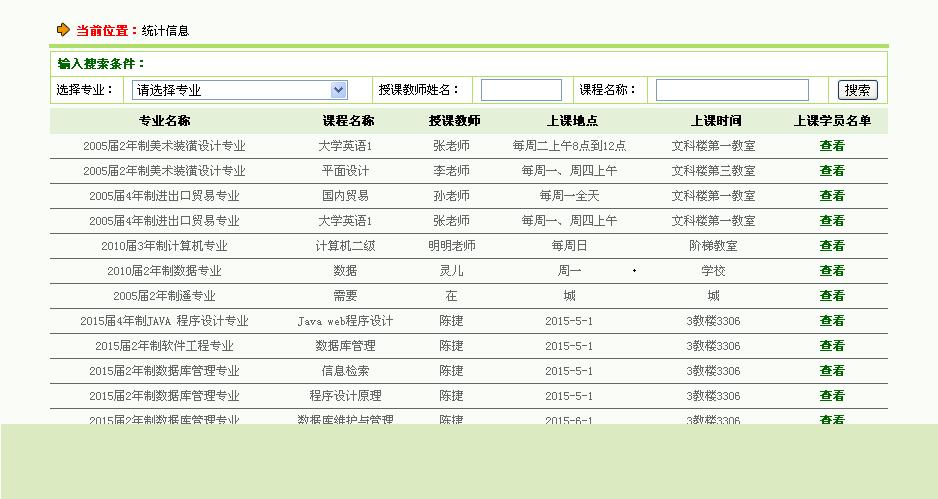 当前位置：统计信息
输入搜索条件：
选择专业： 请选择专业 授课教师姓名： 课程名称： 搜索
专业名称 课程名称 授课教师 上课地点 上课时间 上课学员名单
2005届2年制美术装潢设计专业 大学英语1 张老师 每周二上午8点到12点 文科楼第一教室 查看
2005届2年制美术装潢设计专业 平面设计 李老师 每周一、周四上午 文科楼第三教室 查看
2005届4年制进出口贸易专业 国内贸易 孙老师 每周一全天 文科楼第一教室 查看
2005届4年制进出口贸易专业 大学英语1 张老师 每周一、周四上午 文科楼第一教室 查看
2010届3年制计算机专业 计算机二级 明明老师 每周日 阶梯教室 查看
2010届2年制数据专业 数据 灵儿 周一 学校 查看
2005届2年制遥专业 需要 在 城 城 查看
2015届4年制JAVA 程序设计专业 Java web程序设计 陈捷 2015-5-1 3教楼3306 查看
2015届2年制软件工程专业 数据库管理 陈捷 2015-5-1 3教楼3306 查看
2015届2年制数据库管理专业 信息检索 陈捷 2015-5-1 3教楼3306 查看
2015届2年制数据库管理专业 程序设计原理 陈捷 2015-5-1 3教楼3306 查看
2015届2年制数据库管理专业 数据库维护与管理 陈捷 2015-6-1 3教楼3306 查看